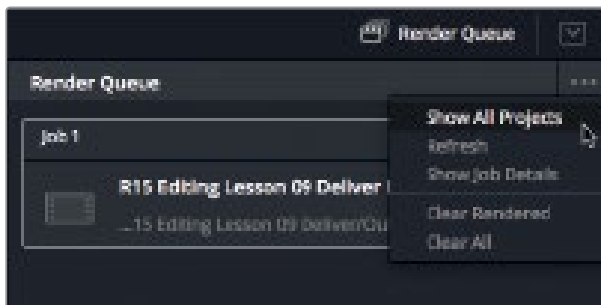 Render Queue
Render Queue
Job 1
R15 Editing Lesson 09 Deliver
...15 Editing Lesson 09 Deliver/Qu
Show All Projects
Refresh
Show Job Details
Clear Rendered
Clear All